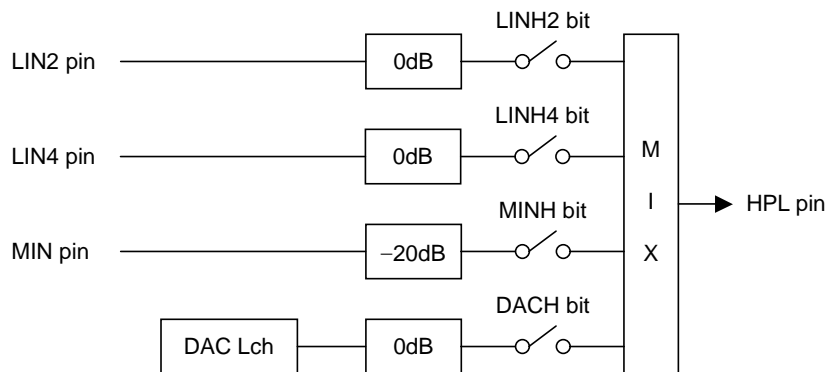 LINH2 bit
LIN2 pin
0dB
LINH4 bit
LIN4 pin
0dB
M
I
X
HPL pin
MINH bit
MIN pin
−20dB
DACH bit
DAC Lch
0dB